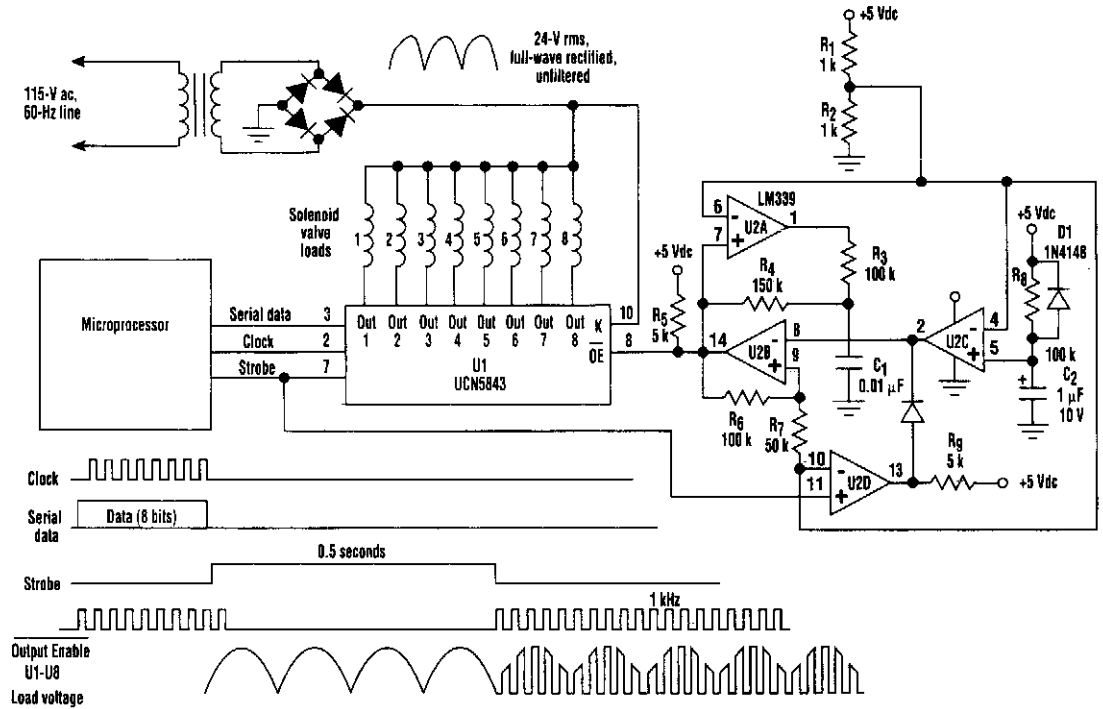 +5 Vdc
R1
1 k
R2
1 k
24-V rms,
full-wave rectified,
unfiltered
115-V ac,
60-Hz line
Solenoid
valve
loads
1
2
3
4
5
6
7
8
LM339
6
-
U2A
1
7
+
+5 Vdc
D1
1N4148
R8
100 k
R3
100 k
R4
150 k
+5 Vdc
R5
5 k
Microprocessor
Serial data 3
Clock 2
Strobe 7
Out Out Out Out Out Out Out Out K 10
1 2 3 4 5 6 7 8 OE 8
U1
UCN5843
14
U2B
-
+
8
9
2
U2C
-
+
4
5
C1
0.01 μF
+
C2
1 μF
10 V
R6
100 k
R7
50 k
10
-
U2D
11
+
13
R9
5 k
+5 Vdc
Clock
Serial
data
Data (8 bits)
Strobe
0.5 seconds
1 kHz
Output Enable
U1-U8
Load voltage